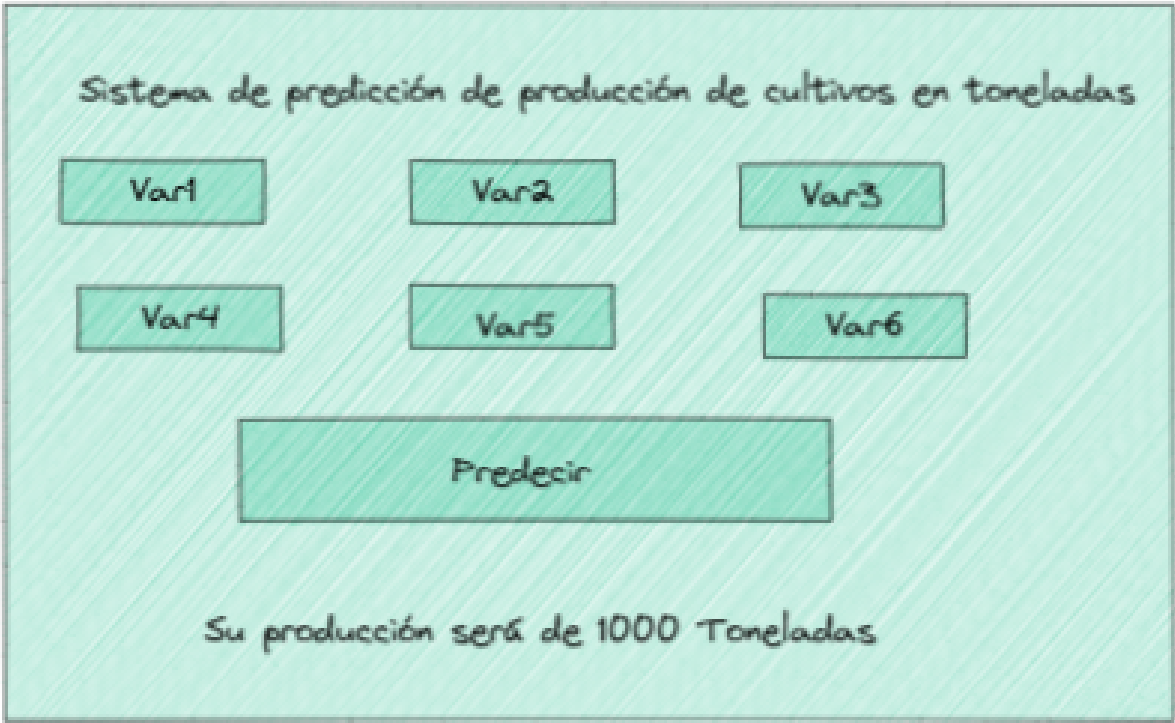 Sistema de predicción de producción de cultivos en toneladas
Var1 Var2 Var3
Var4 Var5 Var6
Predecir
Su producción será de 1000 Toneladas